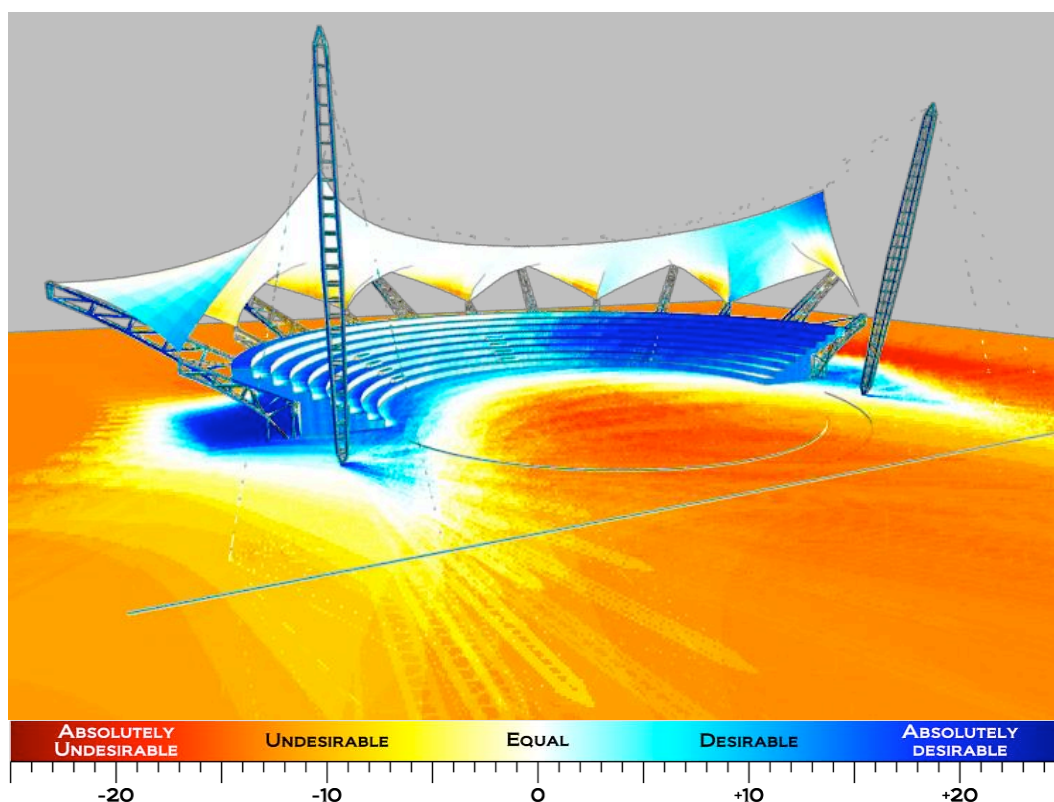 ABSOLUTELY
UNDESIRABLE
UNDESIRABLE
EQUAL
DESIRABLE
ABSOLUTELY
DESIRABLE
-20 -10 0 +10 +20